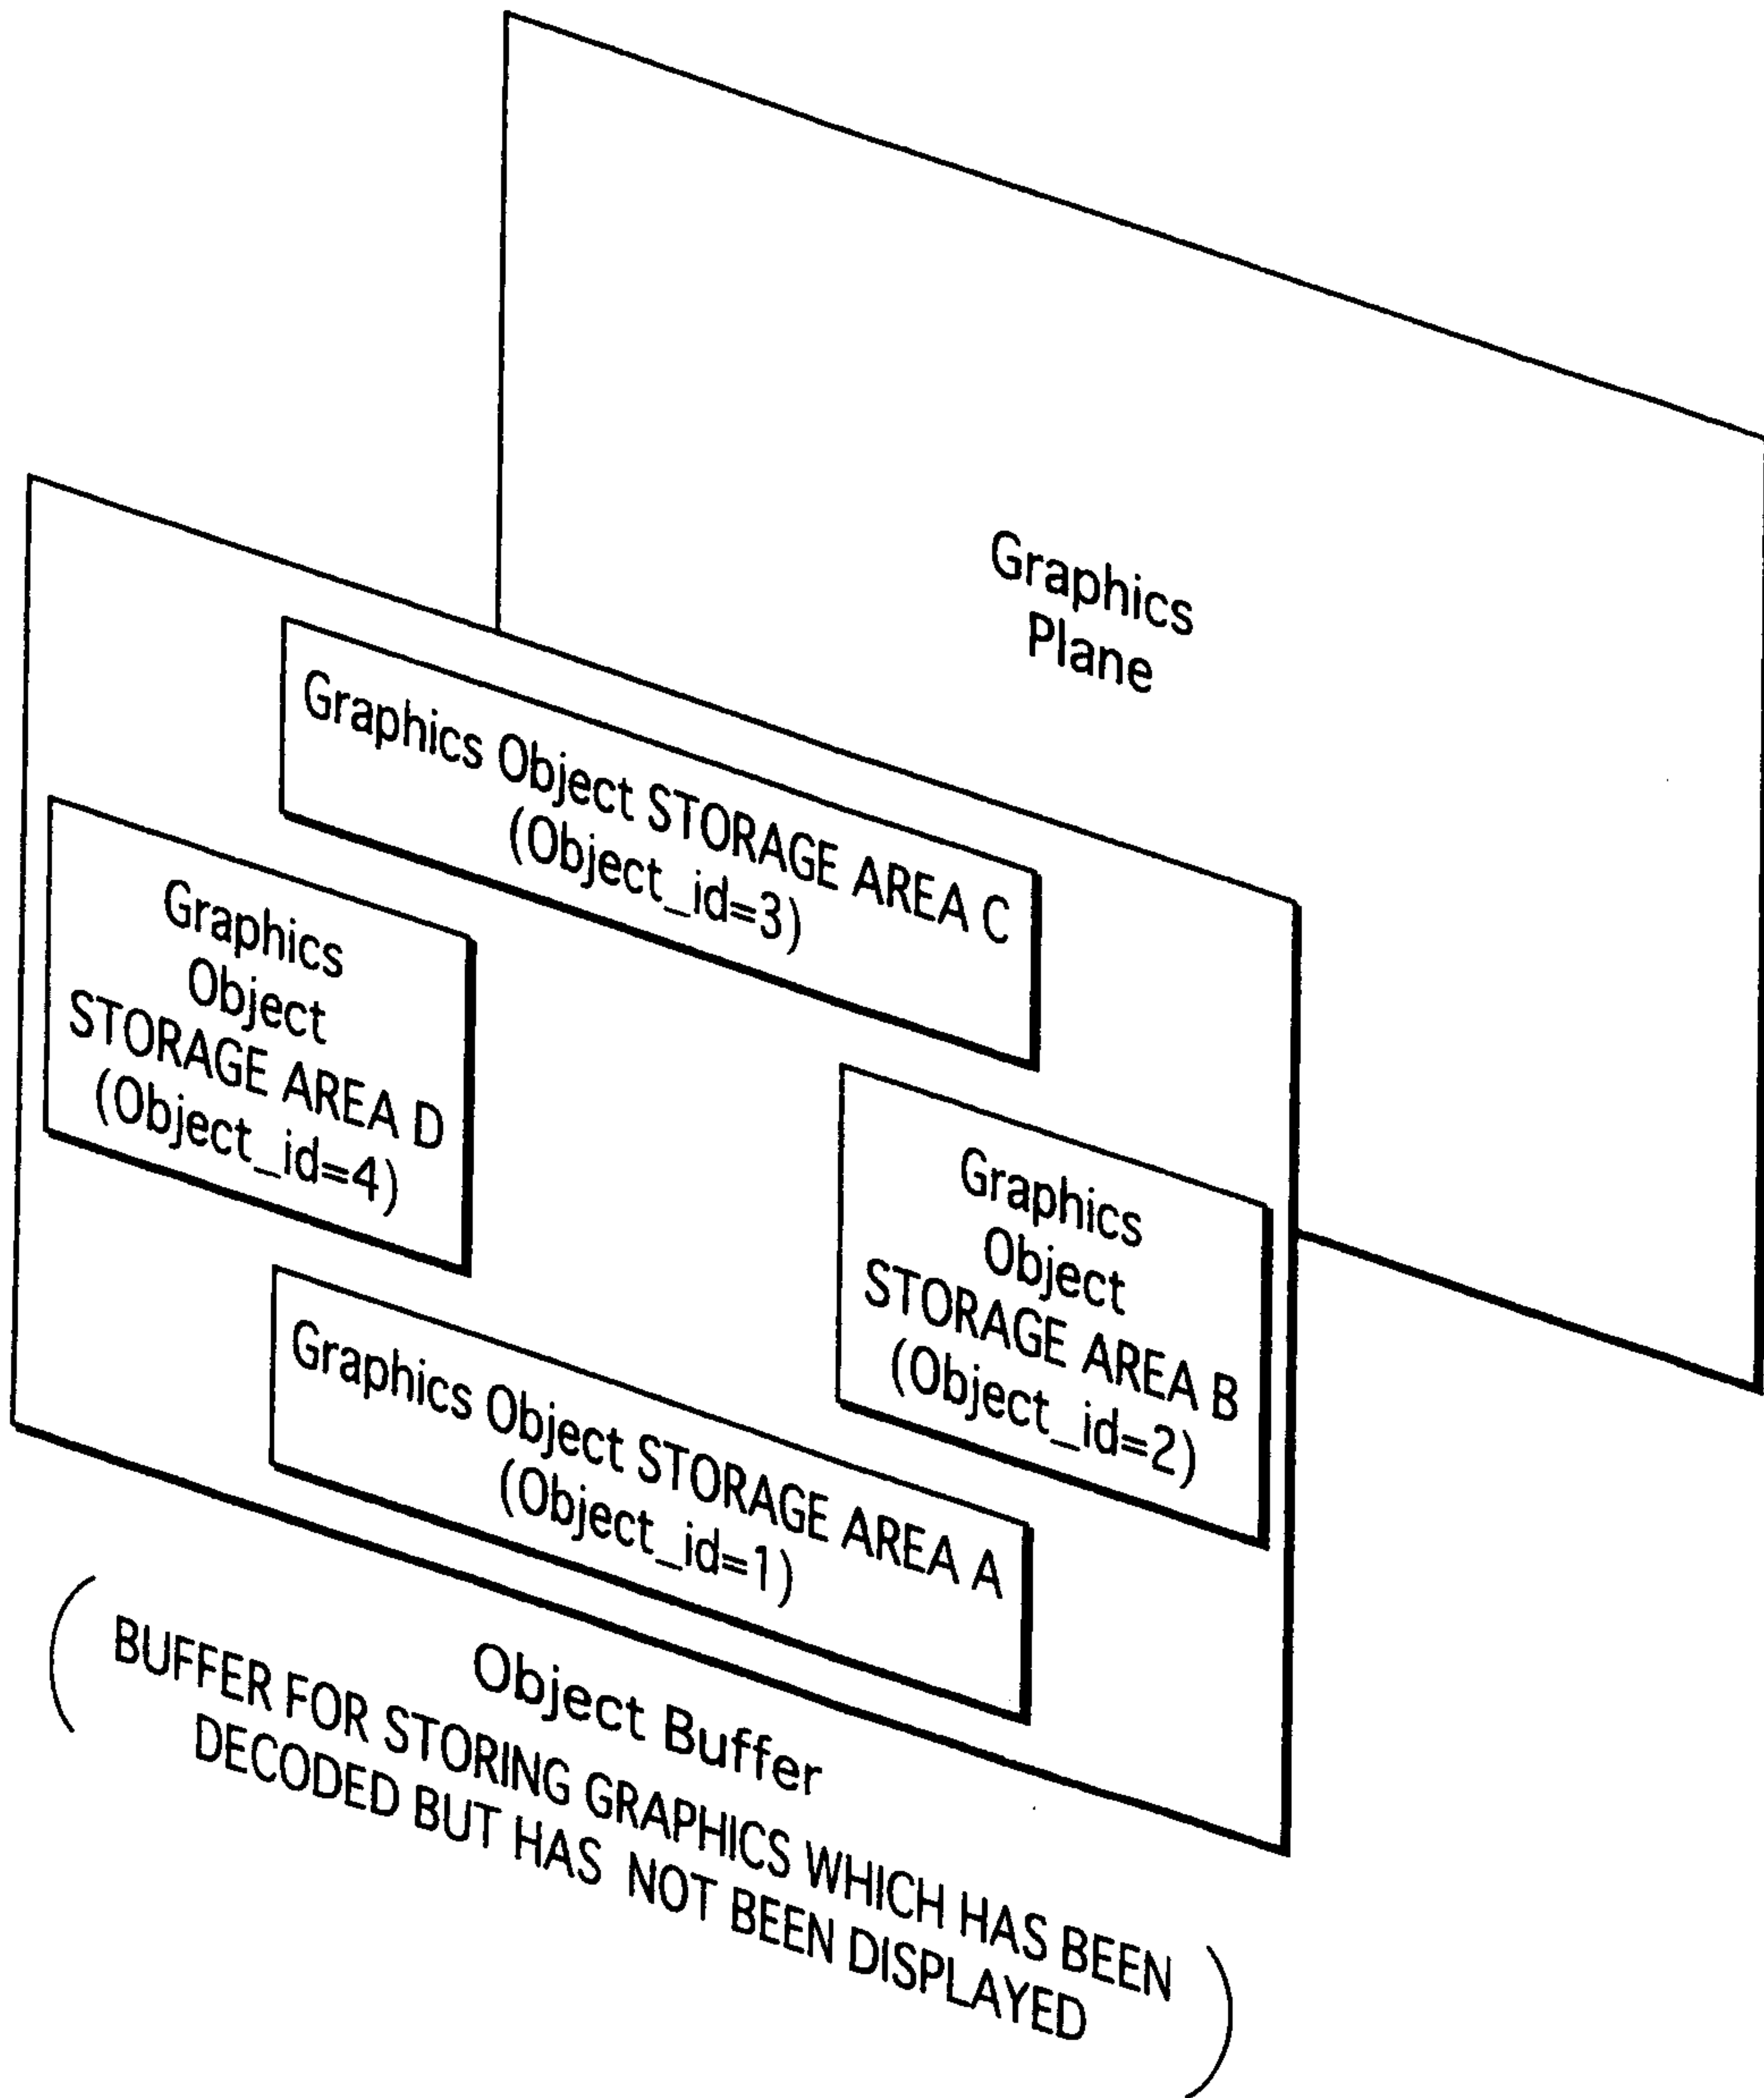 Graphics
Plane
Graphics Object STORAGE AREA C
(Object_id=3)
Graphics
Object
STORAGE AREA D
(Object_id=4)
Graphics
Object
STORAGE AREA B
(Object_id=2)
Graphics Object STORAGE AREA A
(Object_id=1)
Object Buffer
( BUFFER FOR STORING GRAPHICS WHICH HAS BEEN
DECODED BUT HAS NOT BEEN DISPLAYED )